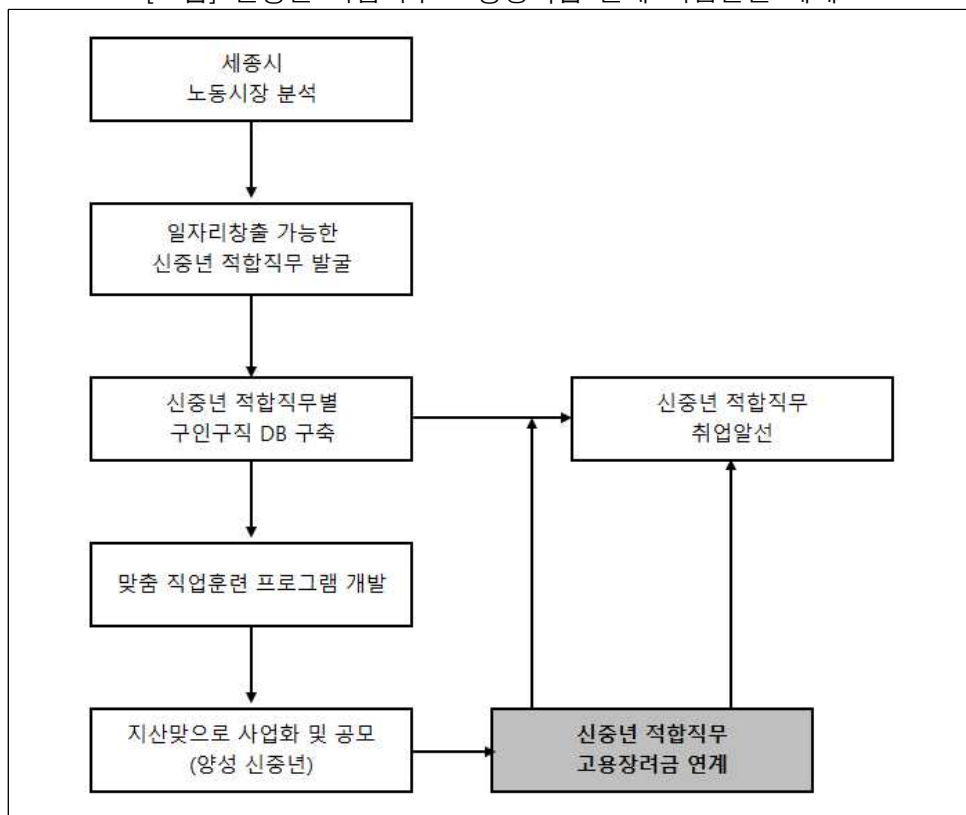 세종시
노동시장 분석
일자리창출 가능한
신중년 적합직무 발굴
신중년 적합직무별
구인구직 DB 구축
신중년 적합직무
취업알선
맞춤 직업훈련 프로그램 개발
지산맞으로 사업화 및 공모
(양성 신중년)
신중년 적합직무
고용장려금 연계